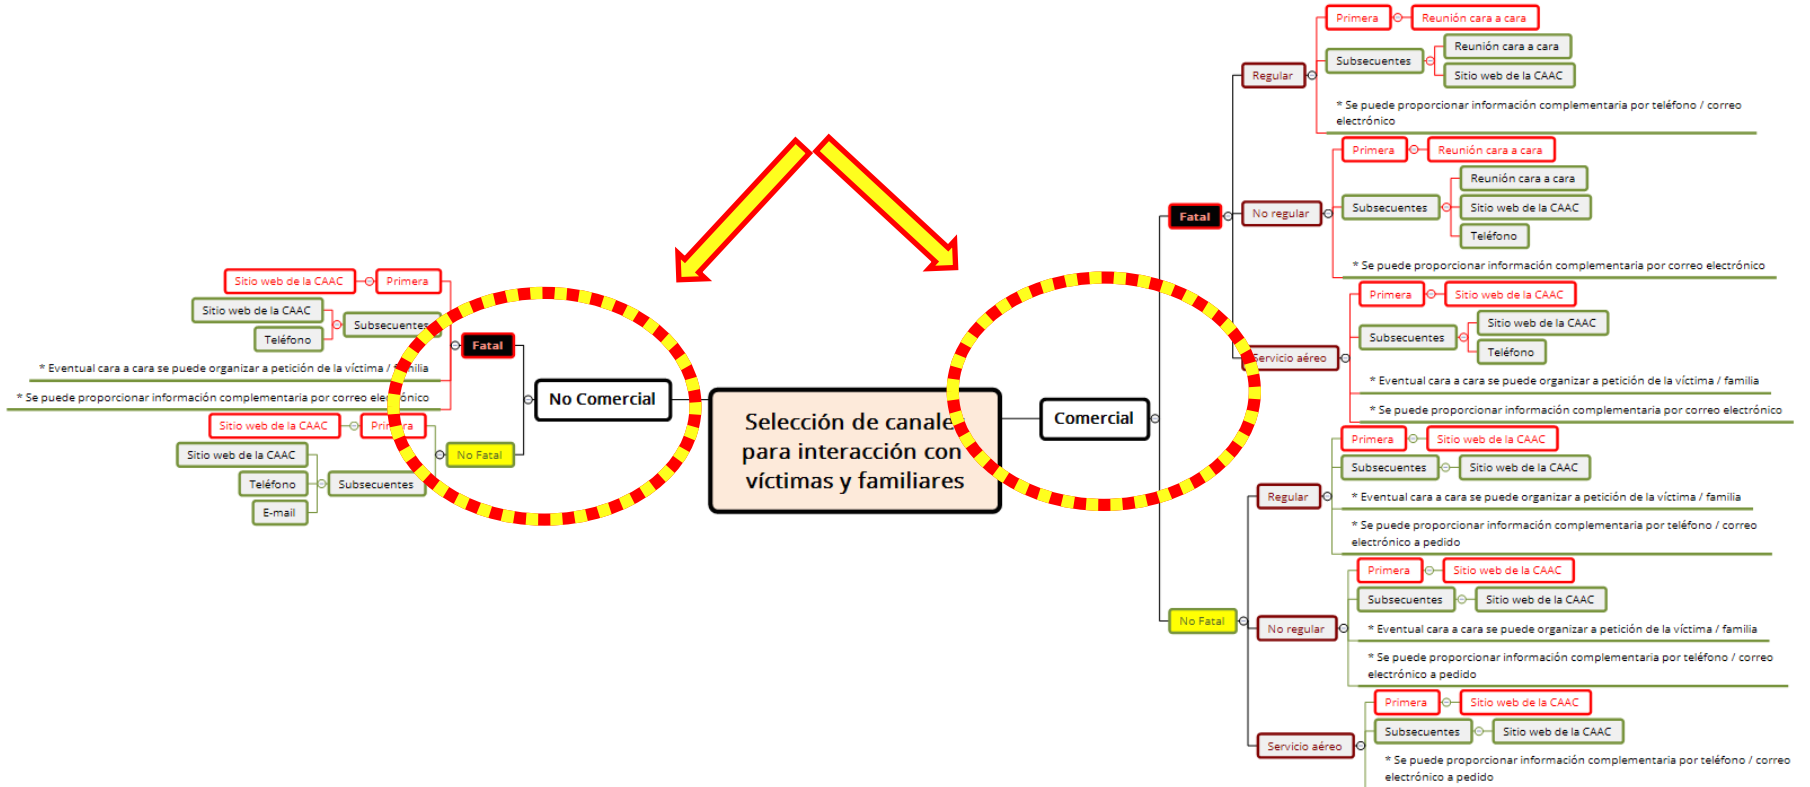 Selección de canale
para interacción con
víctimas y familiares
No Comercial
Fatal
Primera
Sitio web de la CAAC
Subsecuentes
Sitio web de la CAAC
Teléfono
* Eventual cara a cara se puede organizar a petición de la víctima / familia
* Se puede proporcionar información complementaria por correo electrónico
No Fatal
Primera
Sitio web de la CAAC
Subsecuentes
Sitio web de la CAAC
Teléfono
E-mail
Comercial
Fatal
Regular
Primera
Reunión cara a cara
Subsecuentes
Reunión cara a cara
Sitio web de la CAAC
* Se puede proporcionar información complementaria por teléfono / correo
electrónico
No regular
Primera
Reunión cara a cara
Subsecuentes
Reunión cara a cara
Sitio web de la CAAC
Teléfono
* Se puede proporcionar información complementaria por correo electrónico
Servicio aéreo
Primera
Sitio web de la CAAC
Subsecuentes
Sitio web de la CAAC
Teléfono
* Eventual cara a cara se puede organizar a petición de la víctima / familia
* Se puede proporcionar información complementaria por correo electrónico
No Fatal
Regular
Primera
Sitio web de la CAAC
Subsecuentes
Sitio web de la CAAC
* Eventual cara a cara se puede organizar a petición de la víctima / familia
* Se puede proporcionar información complementaria por teléfono / correo
electrónico a pedido
No regular
Primera
Sitio web de la CAAC
Subsecuentes
Sitio web de la CAAC
* Eventual cara a cara se puede organizar a petición de la víctima / familia
* Se puede proporcionar información complementaria por teléfono / correo
electrónico a pedido
Servicio aéreo
Primera
Sitio web de la CAAC
Subsecuentes
Sitio web de la CAAC
* Se puede proporcionar información complementaria por teléfono / correo
electrónico a pedido